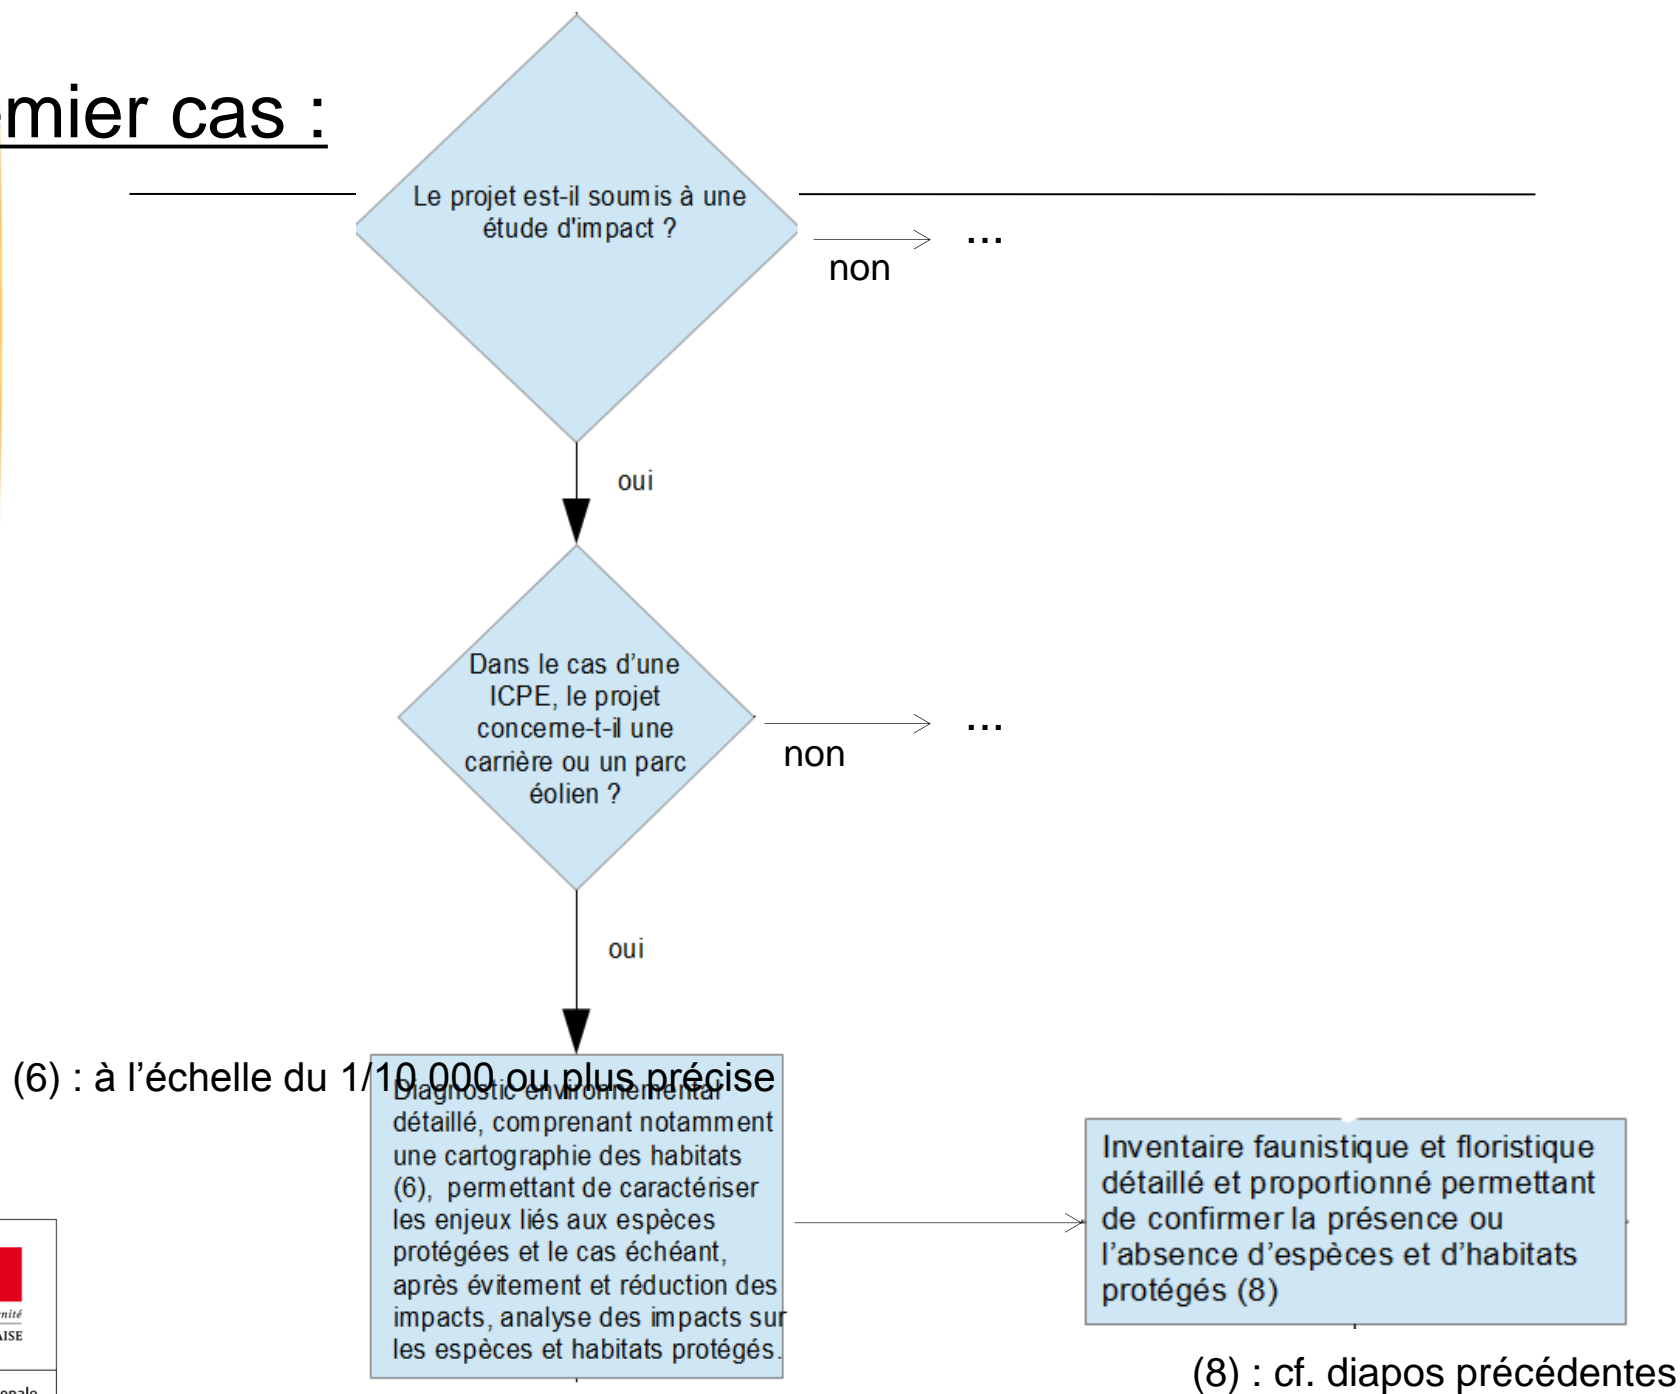 emier cas :
Le projet est-il soumis à une
étude d'impact ?
...
non
oui
Dans le cas d’une
ICPE, le projet
concerne-t-il une
carrière ou un parc
éolien ?
...
non
oui
(6) : à l’échelle du 1/10 000 ou plus précise
Diagnostic environnemental
détaillé, comprenant notamment
une cartographie des habitats
(6), permettant de caractériser
les enjeux liés aux espèces
protégées et le cas échéant,
après évitement et réduction des
impacts, analyse des impacts sur
les espèces et habitats protégés.
Inventaire faunistique et floristique
détaillé et proportionné permettant
de confirmer la présence ou
l’absence d’espèces et d’habitats
protégés (8)
(8) : cf. diapos précédentes
rnité
AISE